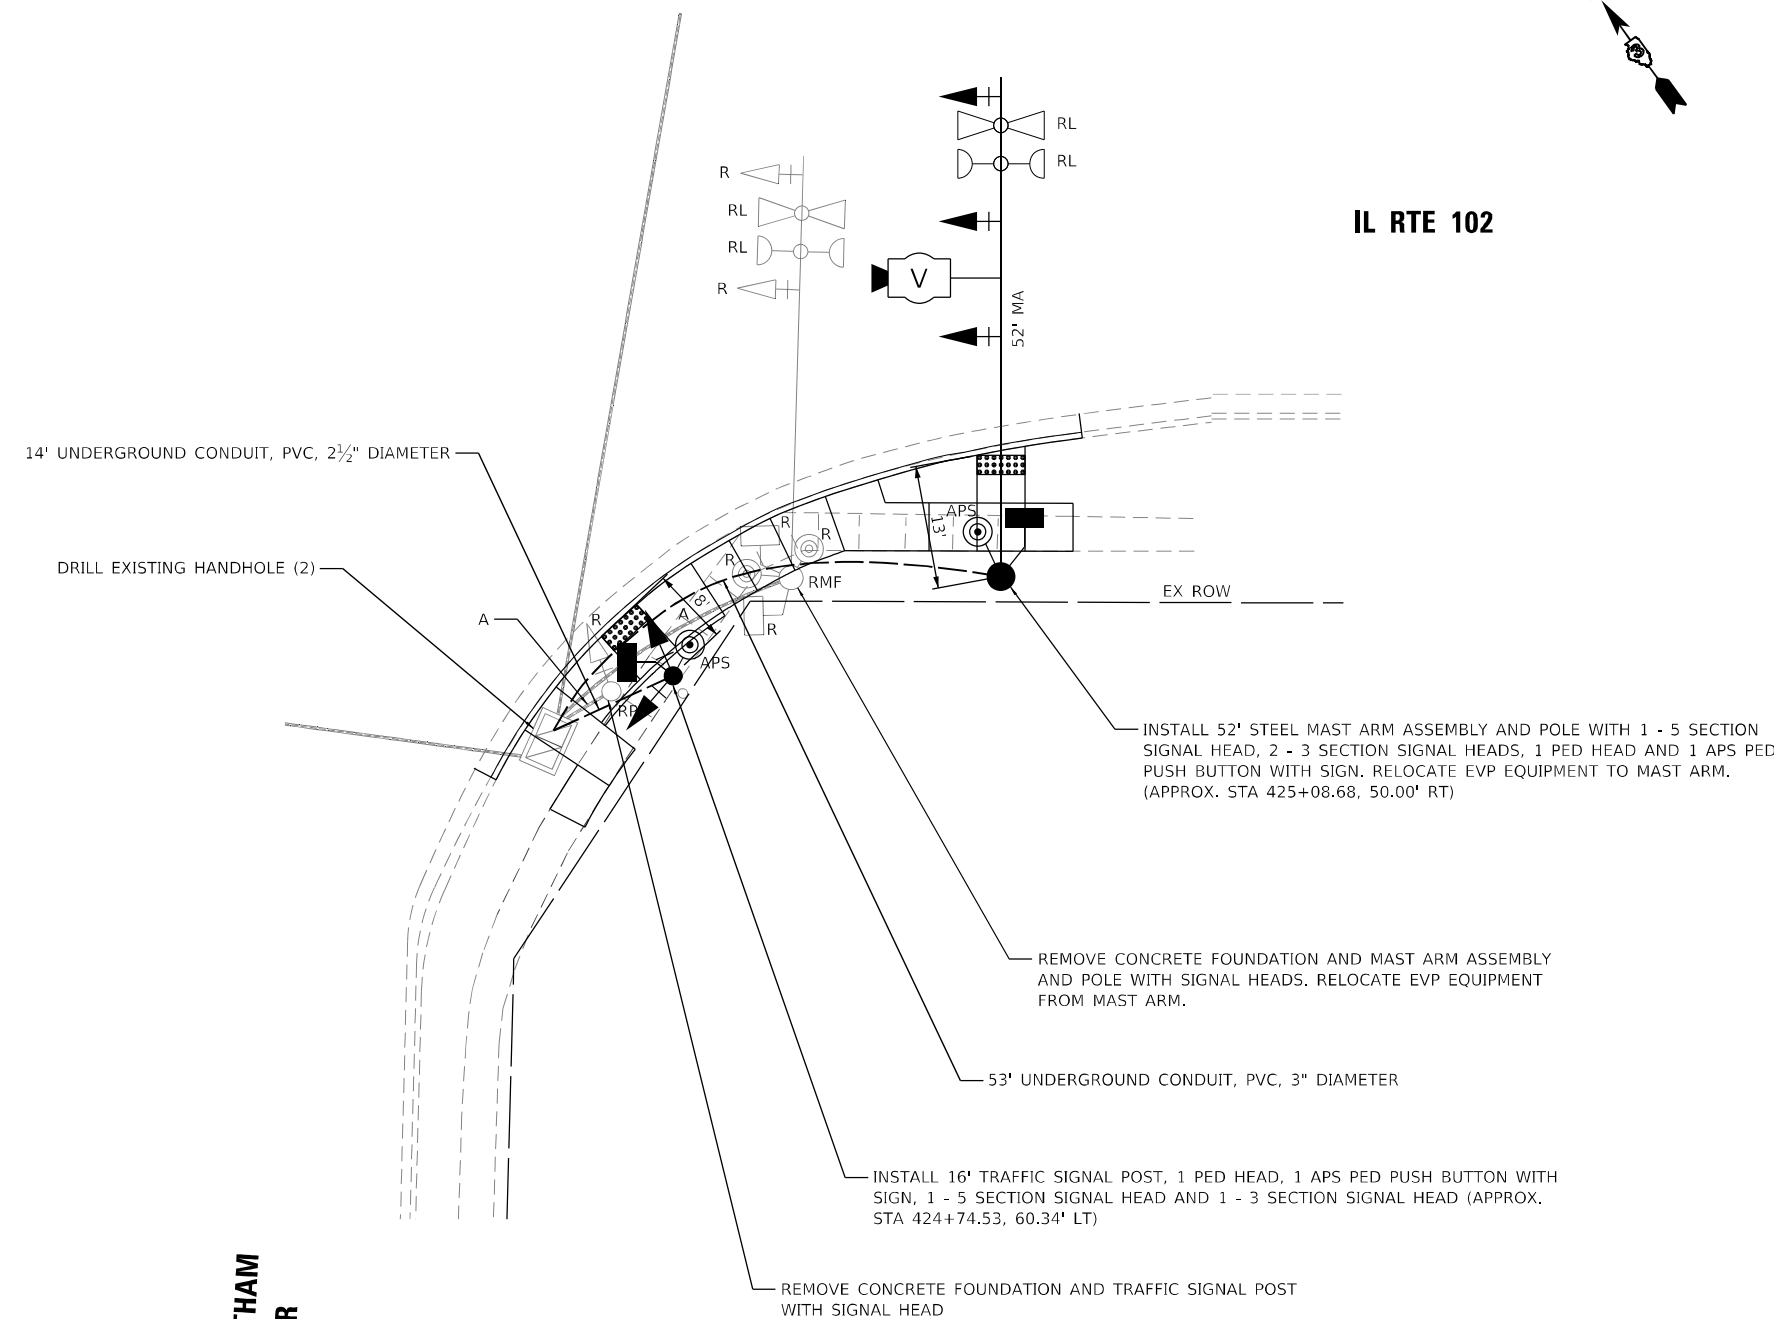 RL
RL
R
RL
RL
R
IL RTE 102
V
52' MA
14' UNDERGROUND CONDUIT, PVC, 2½" DIAMETER
DRILL EXISTING HANDHOLE (2)
A
R
R
R
APS
13'
R
RMF
8'
A
R
APS
RP
EX ROW
INSTALL 52' STEEL MAST ARM ASSEMBLY AND POLE WITH 1 - 5 SECTION
SIGNAL HEAD, 2 - 3 SECTION SIGNAL HEADS, 1 PED HEAD AND 1 APS PED
PUSH BUTTON WITH SIGN. RELOCATE EVP EQUIPMENT TO MAST ARM.
(APPROX. STA 425+08.68, 50.00' RT)
REMOVE CONCRETE FOUNDATION AND MAST ARM ASSEMBLY
AND POLE WITH SIGNAL HEADS. RELOCATE EVP EQUIPMENT
FROM MAST ARM.
53' UNDERGROUND CONDUIT, PVC, 3" DIAMETER
INSTALL 16' TRAFFIC SIGNAL POST, 1 PED HEAD, 1 APS PED PUSH BUTTON WITH
SIGN, 1 - 5 SECTION SIGNAL HEAD AND 1 - 3 SECTION SIGNAL HEAD (APPROX.
STA 424+74.53, 60.34' LT)
REMOVE CONCRETE FOUNDATION AND TRAFFIC SIGNAL POST
WITH SIGNAL HEAD